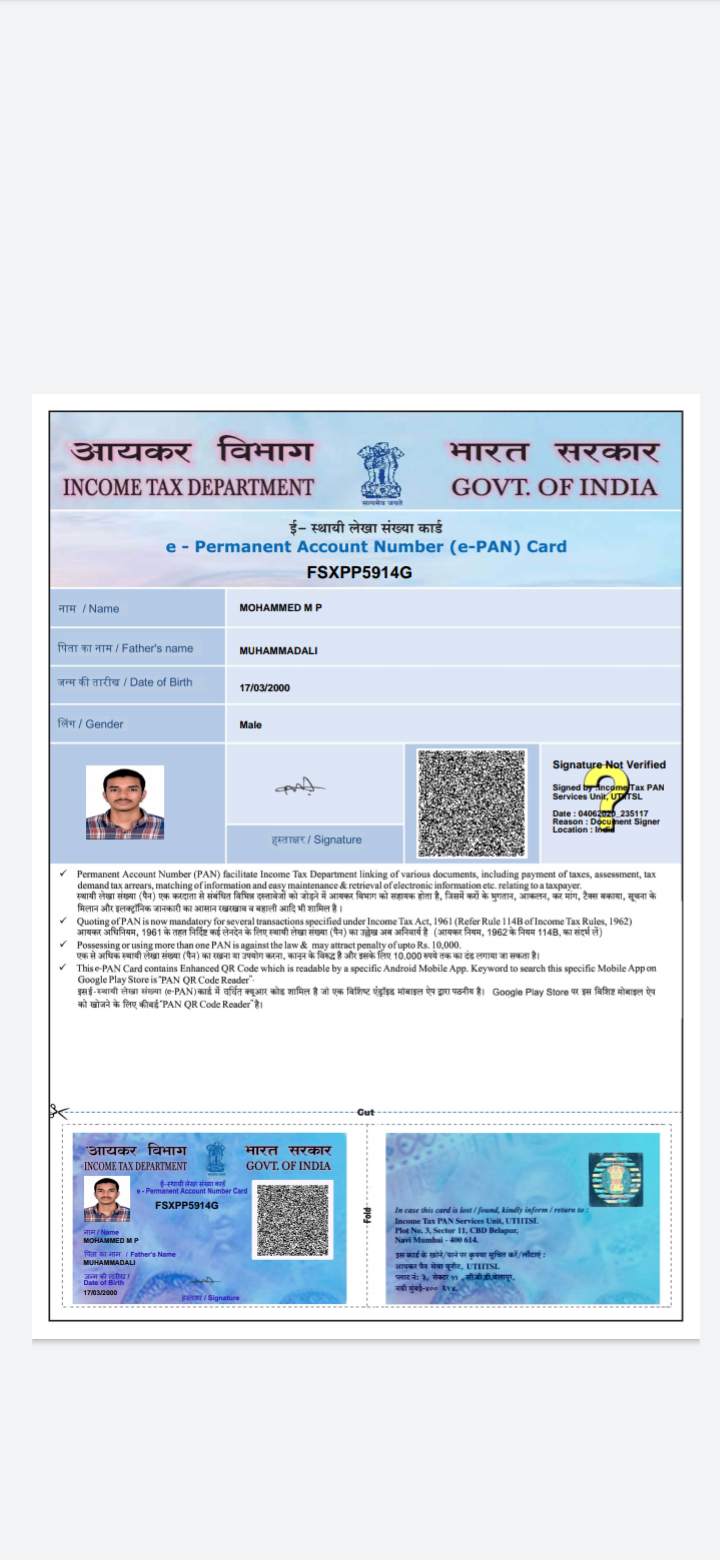 आयकर विभाग
INCOME TAX DEPARTMENT
सत्यमेव जयते
भारत सरकार
GOVT. OF INDIA
ई- स्थायी लेखा संख्या कार्ड
e - Permanent Account Number (e-PAN) Card
FSXPP5914G
नाम / Name
MOHAMMED M P
पिता का नाम / Father's name
MUHAMMADALI
जन्म की तारीख / Date of Birth
17/03/2000
लिंग / Gender
Male
हस्ताक्षर / Signature
Signature Not Verified
Signed by :Income Tax PAN
Services Unit, UTIITSL
Date : 04062020_235117
Reason : Document Signer
Location : India
✓ Permanent Account Number (PAN) facilitate Income Tax Department linking of various documents, including payment of taxes, assessment, tax
demand tax arrears, matching of information and easy maintenance & retrieval of electronic information etc. relating to a taxpayer.
स्थायी लेखा संख्या (पैन) एक करदाता से संबंधित विभिन्न दस्तावेजों को जोड़ने में आयकर विभाग को सहायक होता है, जिसमें करों के भुगतान, आकलन, कर मांग, टैक्स बकाया, सूचना के
मिलान और इलक्ट्रॉनिक जानकारी का आसान रखरखाव व बहाली आदि भी शामिल है ।
✓ Quoting of PAN is now mandatory for several transactions specified under Income Tax Act, 1961 (Refer Rule 114B of Income Tax Rules, 1962)
आयकर अधिनियम, 1961 के तहत निर्दिष्ट कई लेनदेन के लिए स्थायी लेखा संख्या (पैन) का उल्लेख अब अनिवार्य है (आयकर नियम, 1962 के नियम 114B, का संदर्भ लें)
✓ Possessing or using more than one PAN is against the law & may attract penalty of upto Rs. 10,000.
एक से अधिक स्थायी लेखा संख्या (पैन) का रखना या उपयोग करना, कानून के विरुद्ध है और इसके लिए 10,000 रुपये तक का दंड लगाया जा सकता है।
✓ This e-PAN Card contains Enhanced QR Code which is readable by a specific Android Mobile App. Keyword to search this specific Mobile App on
Google Play Store is "PAN QR Code Reader"
इसई-स्थायी लेखा संख्या (e-PAN)कार्ड में वर्धित क्यूआर कोड शामिल है जो एक विशिष्ट एंड्रॉइड मोबाइल ऐप द्वारा पठनीय है। Google Play Store पर इस विशिष्ट मोबाइल ऐप
को खोजने के लिए कीवर्ड "PAN QR Code Reader" है।
Cut
आयकर विभाग
INCOME TAX DEPARTMENT
भारत सरकार
GOVT. OF INDIA
ई-स्थायी लेखा संख्या कार्ड
e - Permanent Account Number Card
FSXPP5914G
नाम / Name
MOHAMMED M P
पिता का नाम / Father's Name
MUHAMMADALI
जन्म की तारीख /
Date of Birth
17/03/2000
हस्ताक्षर / Signature
Fold
In case this card is lost / found, kindly inform / return to :
Income Tax PAN Services Unit, UTIITSL
Plot No. 3, Sector 11, CBD Belapur,
Navi Mumbai - 400 614.
इस कार्ड के खोने/पाने पर कृपया सूचित करें/लौटाएं :
आयकर पैन सेवा यूनीट, UTIITSL
प्लाट नं: ३, सेक्टर ११ , सी.बी.डी.बेलापूर,
नवी मुंबई-४०० ६१४.